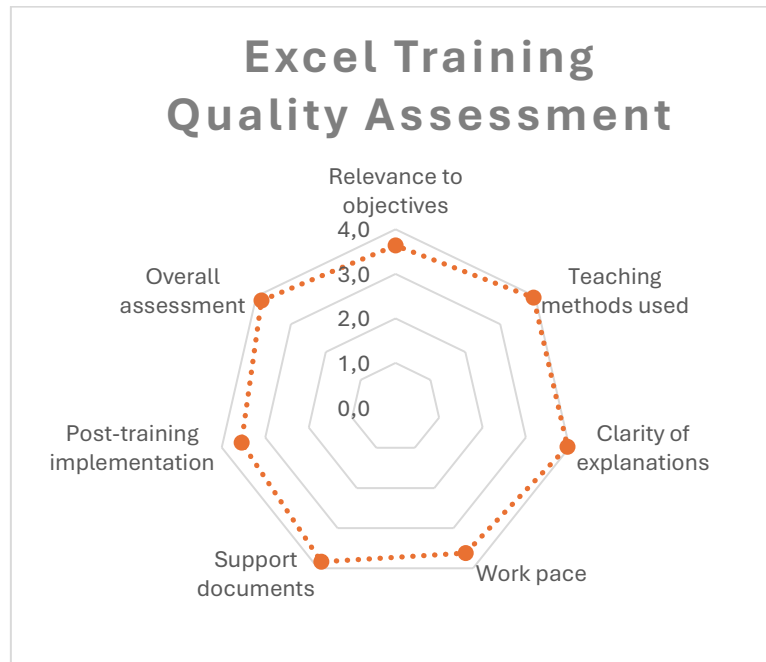 Excel Training
Quality Assessment
Relevance to
objectives
4,0
3,0
2,0
1,0
0,0
Teaching
methods used
Clarity of
explanations
Work pace
Support
documents
Post-training
implementation
Overall
assessment